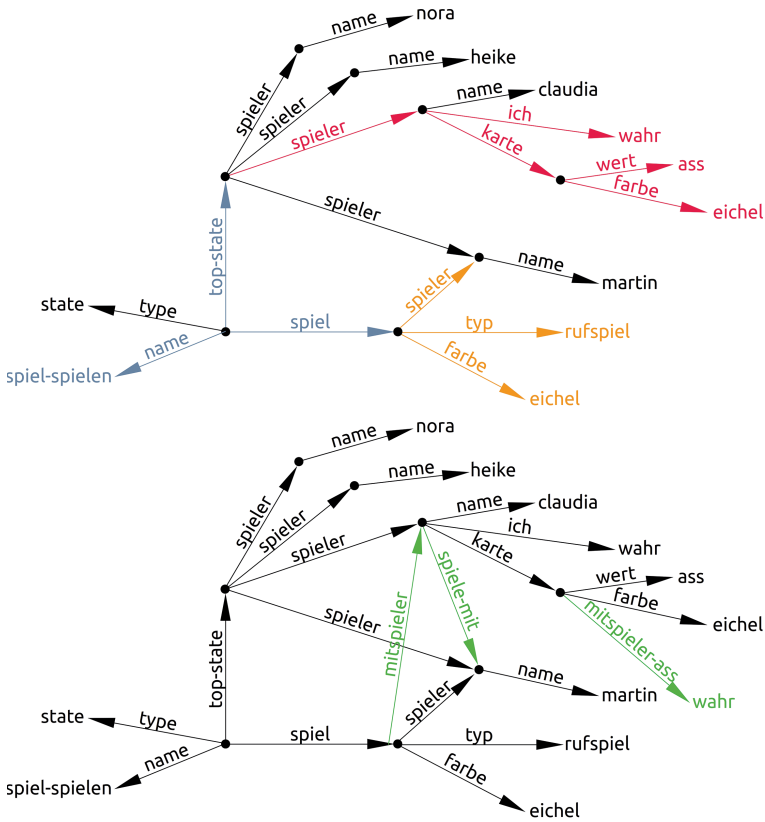 name nora
name heike
name claudia
spieler spieler spieler ich wahr
karte wert ass
farbe eichel
spieler
top-state
name martin
spieler
state type
spiel typ rufspiel
name
spiel-spielen
farbe eichel
name nora
name heike
name claudia
spieler spieler spieler ich wahr
karte wert ass
farbe eichel
spiele-mit
mitspieler
mitspieler-ass wahr
spieler
top-state
name martin
spieler
state type
spiel typ rufspiel
name
spiel-spielen
farbe eichel